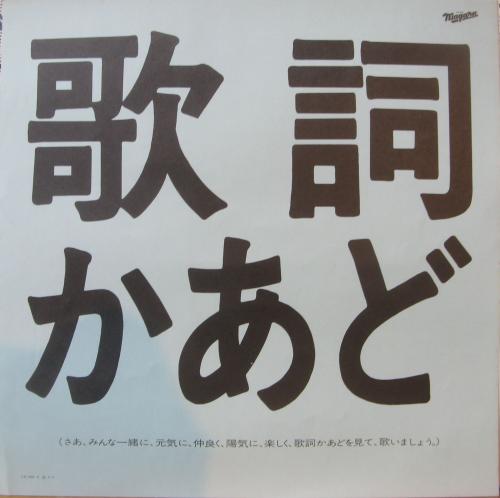 Niagara
歌詞
かあど
(さあ、みんな一緒に、元気に、仲良く、陽気に、楽しく、歌詞かあどを見て、歌いましょう。)